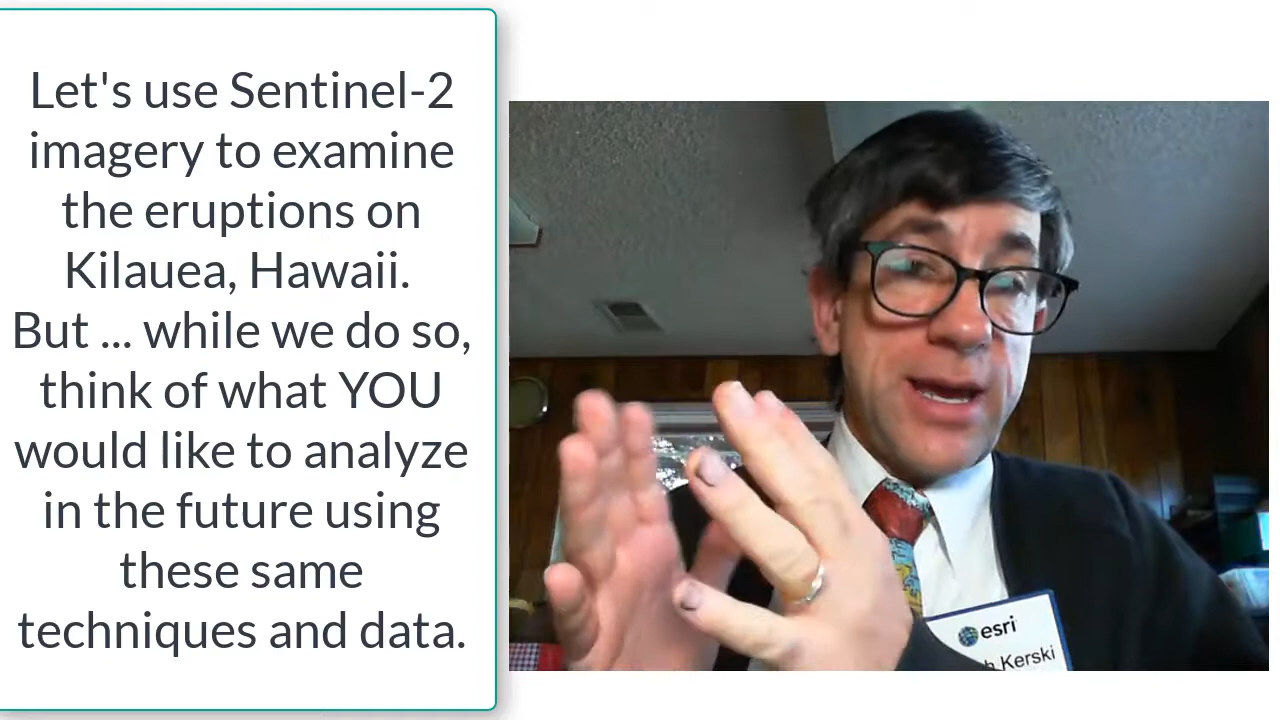 Let's use Sentinel-2
imagery to examine
the eruptions on
Kilauea, Hawaii.
But ... while we do so,
think of what YOU
would like to analyze
in the future using
these same
techniques and data.
esri
Kerski